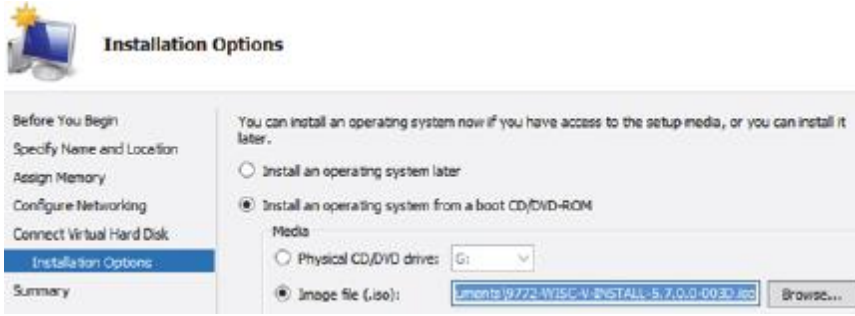 Installation Options
Before You Begin
Specify Name and Location
Assign Memory
Configure Networking
Connect Virtual Hard Disk
Installation Options
Summary
You can install an operating system now if you have access to the setup media, or you can install it
later.
Install an operating system later
Install an operating system from a boot CD/DVD-ROM
Media
Physical CD/DVD drive: G:
Image file (.iso): uments\9772-WISC-V-INSTALL-5.7.0.0-003D.iso Browse...